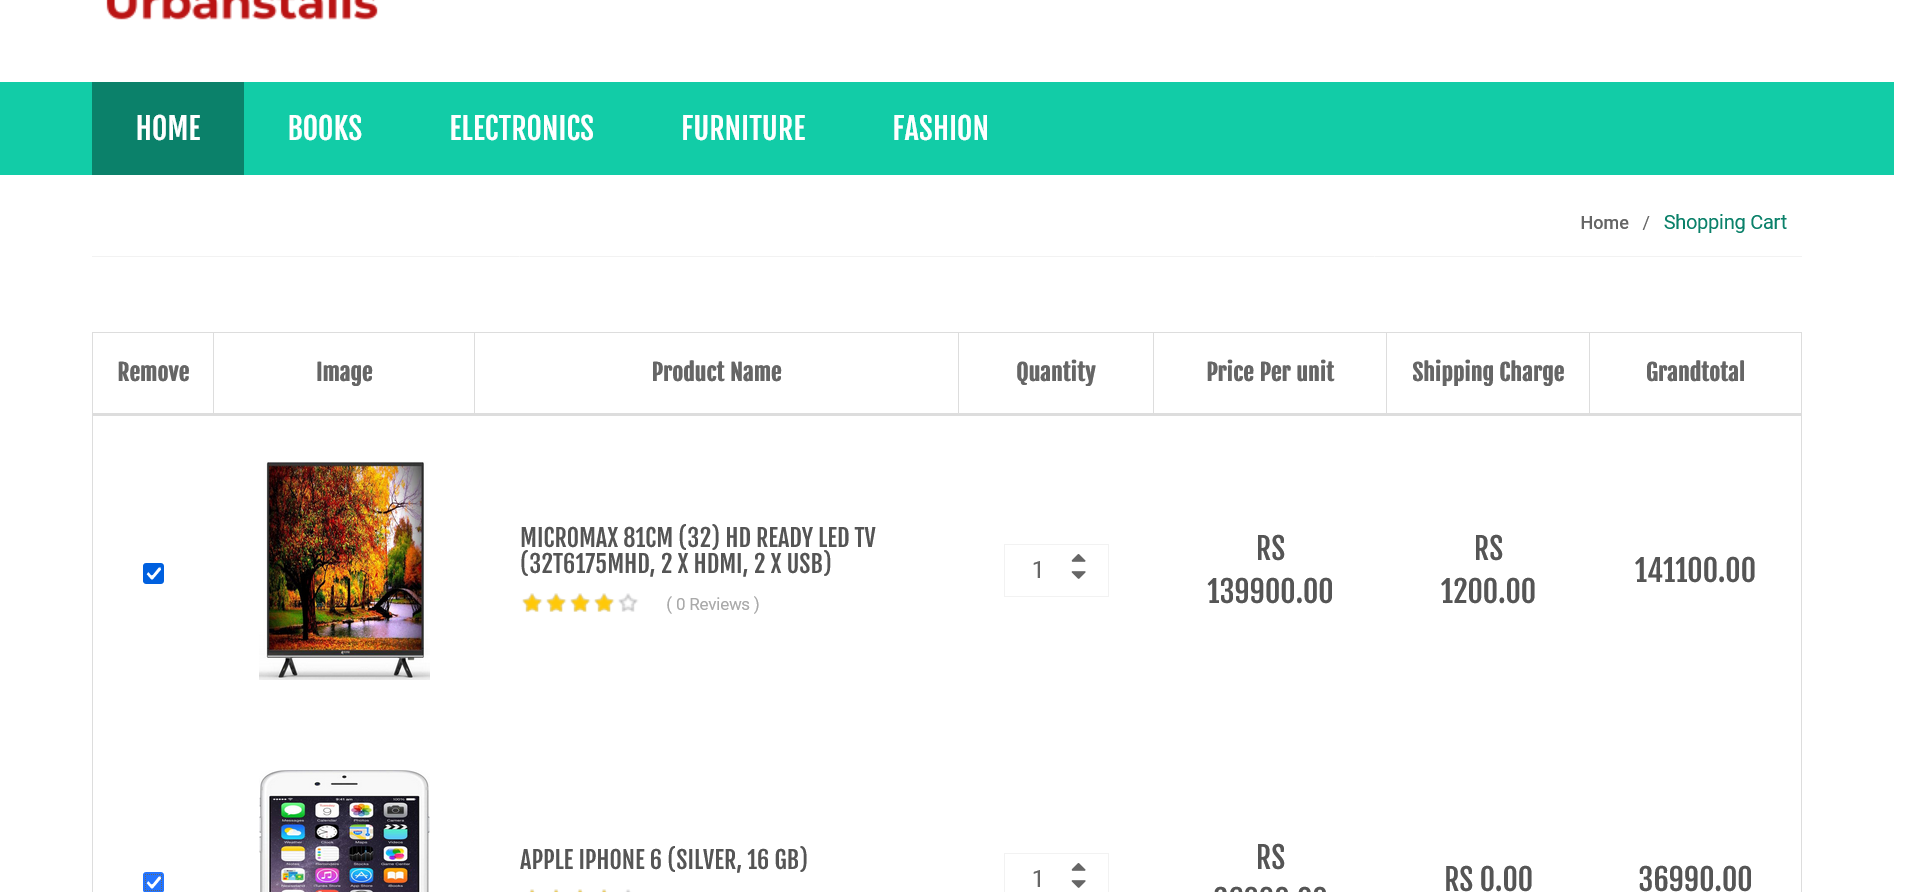 Urbanstalls
HOME BOOKS ELECTRONICS FURNITURE FASHION
Home / Shopping Cart
Remove Image Product Name Quantity Price Per unit Shipping Charge Grandtotal
MICROMAX 81CM (32) HD READY LED TV
(32T6175MHD, 2 X HDMI, 2 X USB)
( 0 Reviews )
1
RS
139900.00
RS
1200.00
141100.00
APPLE IPHONE 6 (SILVER, 16 GB)
1
RS
RS 0.00
36990.00